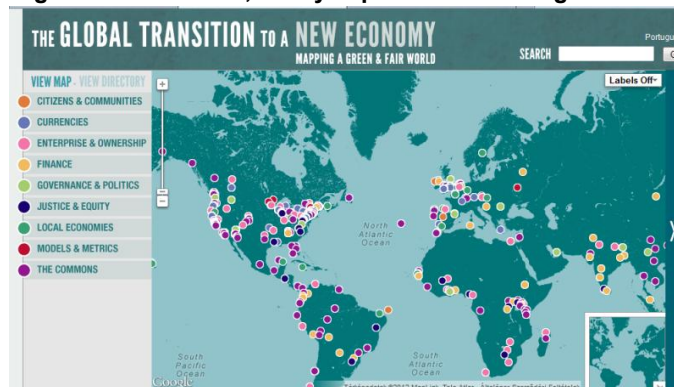 THE GLOBAL TRANSITION TO A NEW ECONOMY
MAPPING A GREEN & FAIR WORLD
SEARCH
Portugu
VIEW MAP - VIEW DIRECTORY
Labels Off
CITIZENS & COMMUNITIES
CURRENCIES
ENTERPRISE & OWNERSHIP
FINANCE
GOVERNANCE & POLITICS
JUSTICE & EQUITY
LOCAL ECONOMIES
MODELS & METRICS
THE COMMONS
North
Atlantic
Ocean
South
Pacific
Ocean
South
Atlantic
Ocean
Google